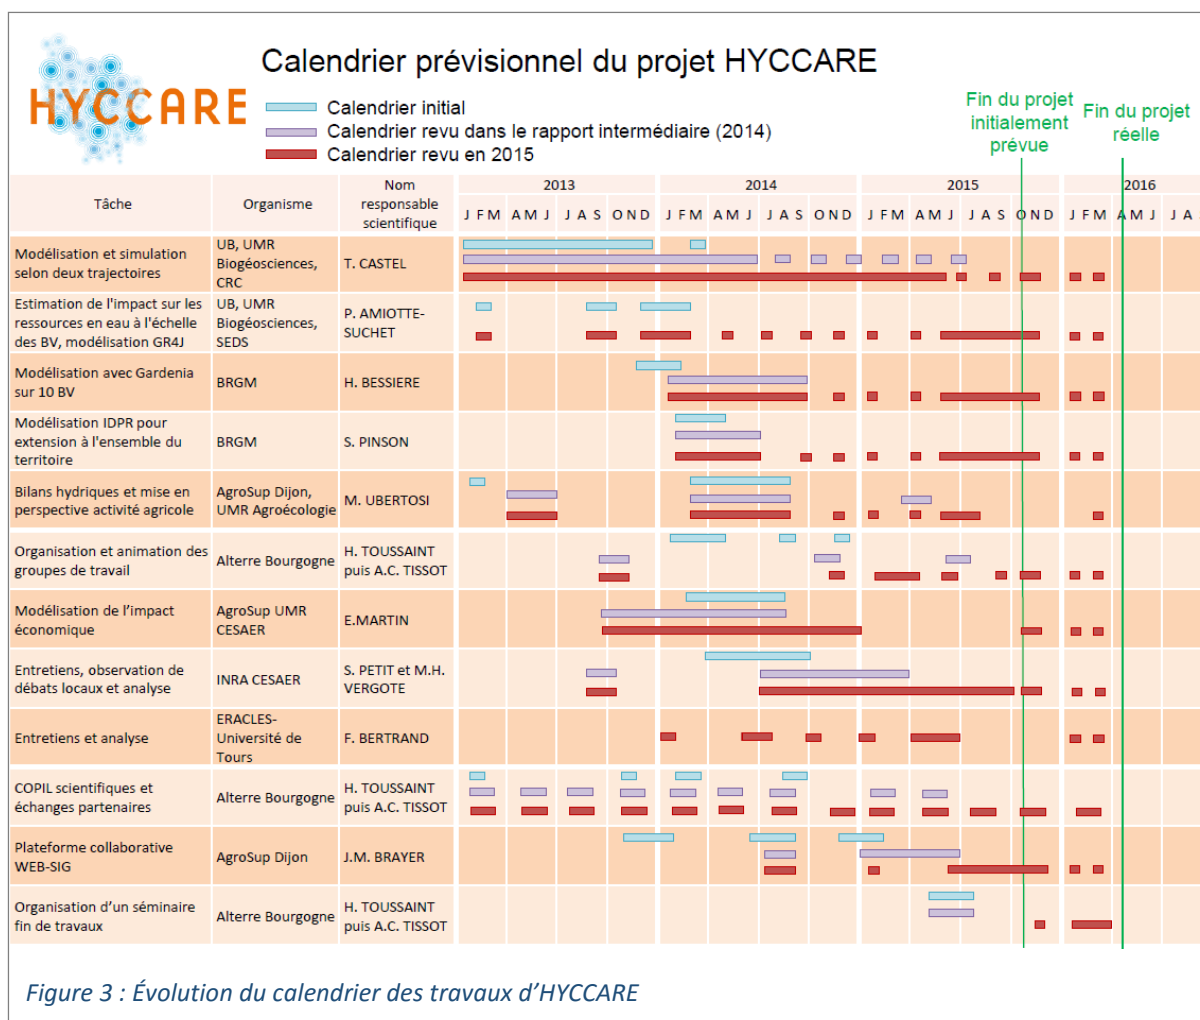 HYCCARE
Calendrier prévisionnel du projet HYCCARE
Calendrier initial
Calendrier revu dans le rapport intermédiaire (2014)
Calendrier revu en 2015
Fin du projet
initialement
prévue
Fin du projet
réelle
Tâche
Organisme
Nom
responsable
scientifique
2013
2014
2015
2016
J F M A M J J A S O N D J F M A M J J A S O N D J F M A M J J A S O N D J F M A M J J A S
Modélisation et simulation
selon deux trajectoires
UB, UMR
Biogéosciences,
CRC
T. CASTEL
Estimation de l'impact sur les
ressources en eau à l'échelle
des BV, modélisation GR4J
UB, UMR
Biogéosciences,
SEDS
P. AMIOTTE-
SUCHET
Modélisation avec Gardenia
sur 10 BV
BRGM
H. BESSIERE
Modélisation IDPR pour
extension à l'ensemble du
territoire
BRGM
S. PINSON
Bilans hydriques et mise en
perspective activité agricole
AgroSup Dijon,
UMR Agroécologie
M. UBERTOSI
Organisation et animation des
groupes de travail
Alterre Bourgogne
H. TOUSSAINT
puis A.C. TISSOT
Modélisation de l’impact
économique
AgroSup UMR
CESAER
E.MARTIN
Entretiens, observation de
débats locaux et analyse
INRA CESAER
S. PETIT et M.H.
VERGOTE
Entretiens et analyse
ERACLES-
Université de
Tours
F. BERTRAND
COPIL scientifiques et
échanges partenaires
Alterre Bourgogne
H. TOUSSAINT
puis A.C. TISSOT
Plateforme collaborative
WEB-SIG
AgroSup Dijon
J.M. BRAYER
Organisation d’un séminaire
fin de travaux
Alterre Bourgogne
H. TOUSSAINT
puis A.C. TISSOT
Figure 3 : Évolution du calendrier des travaux d’HYCCARE